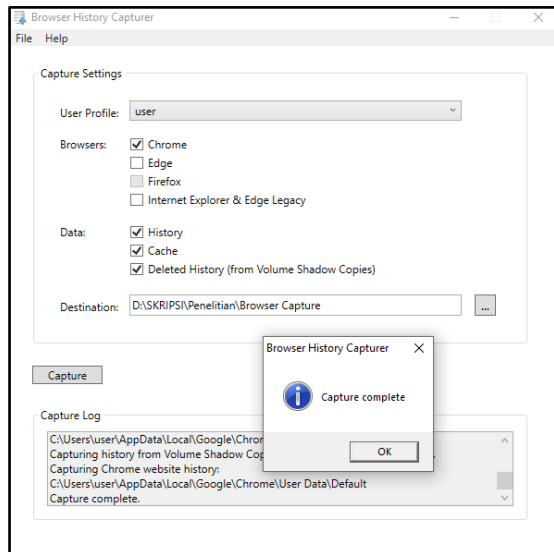 Browser History Capturer
File Help
Capture Settings
User Profile: user
Browsers: Chrome
Edge
Firefox
Internet Explorer & Edge Legacy
Data: History
Cache
Deleted History (from Volume Shadow Copies)
Destination: D:\SKRIPSI\Penelitian\Browser Capture ...
Browser History Capturer
Capture complete
OK
Capture
Capture Log
C:\Users\user\AppData\Local\Google\Chro
Capturing history from Volume Shadow Cop
Capturing Chrome website history:
C:\Users\user\AppData\Local\Google\Chrome\User Data\Default
Capture complete.